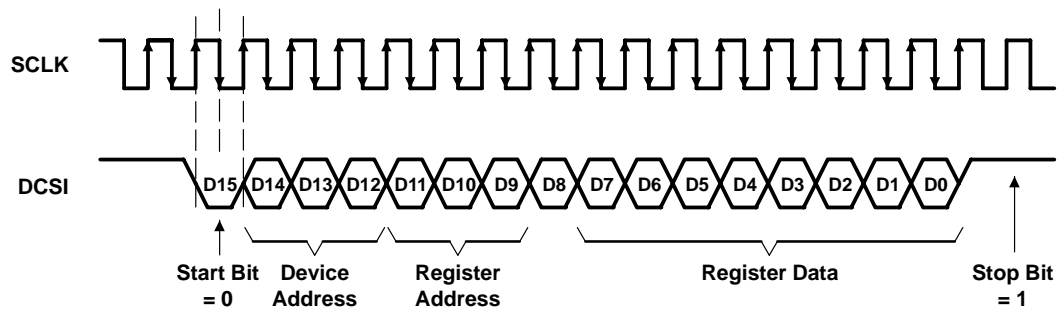 SCLK
DCSI
D15 D14 D13 D12 D11 D10 D9 D8 D7 D6 D5 D4 D3 D2 D1 D0
Start Bit
= 0
Device
Address
Register
Address
Register Data
Stop Bit
= 1